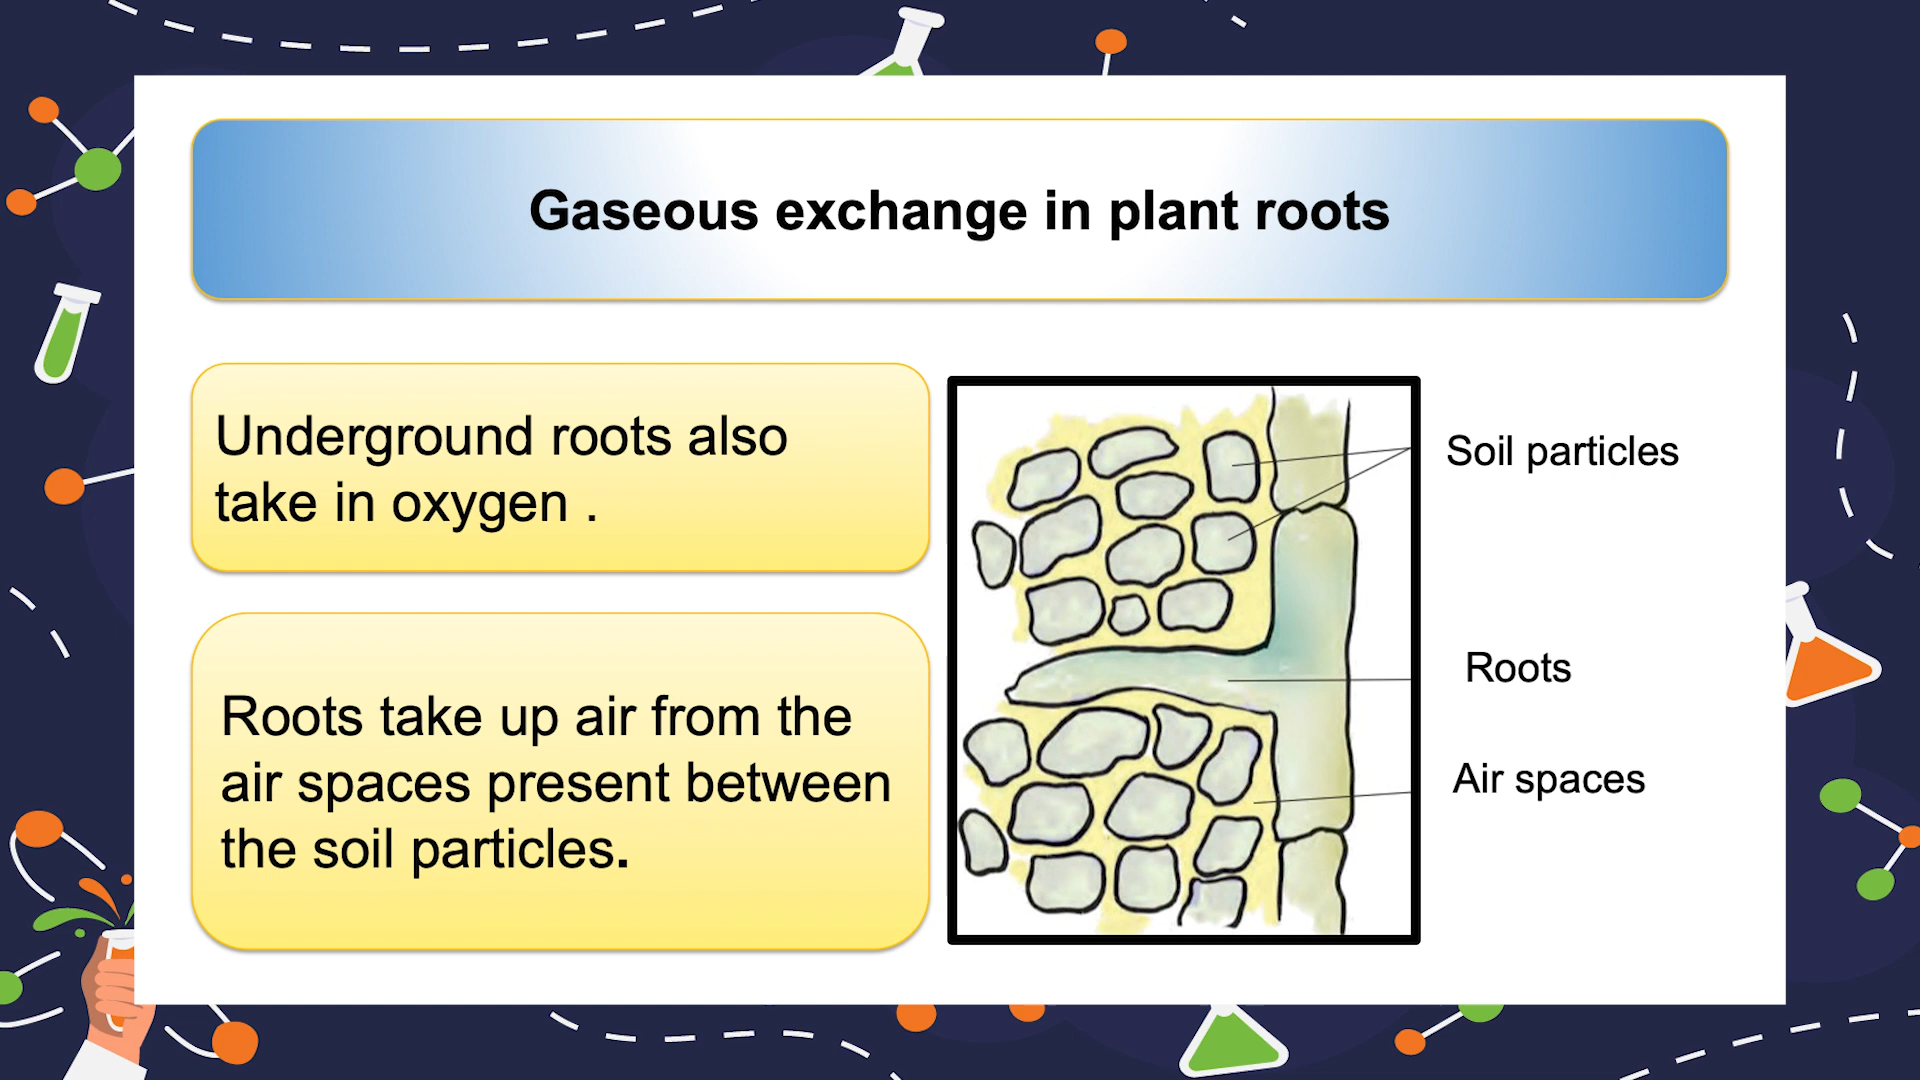 Gaseous exchange in plant roots
Underground roots also
take in oxygen .
Roots take up air from the
air spaces present between
the soil particles.
Soil particles
Roots
Air spaces